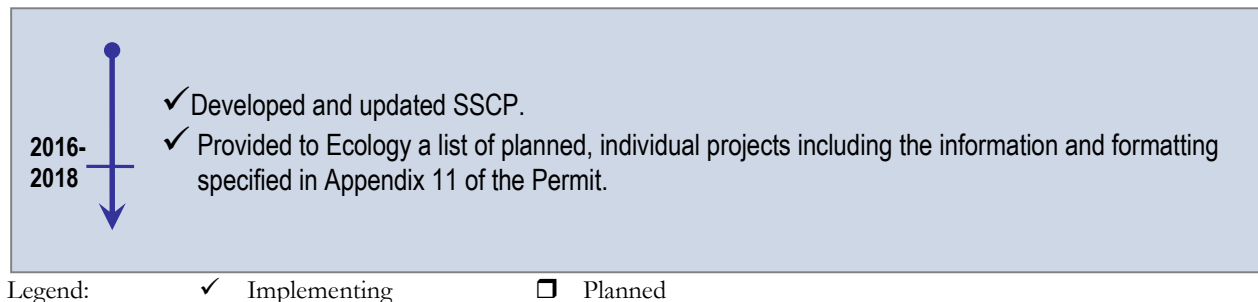 ✓Developed and updated SSCP.
2016-
2018
✓ Provided to Ecology a list of planned, individual projects including the information and formatting
specified in Appendix 11 of the Permit.
Legend: ✓ Implementing ❒ Planned